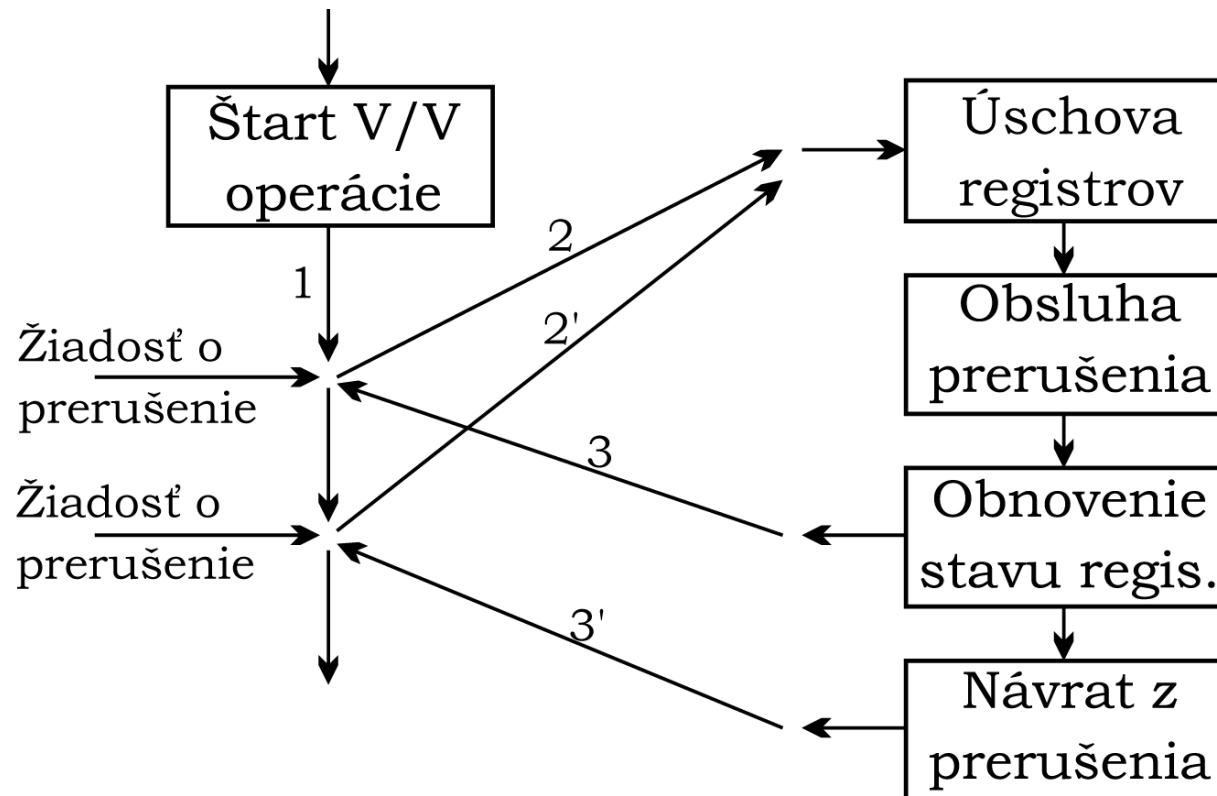 Štart V/V
operácie
1
2
2'
Žiadosť o
prerušenie
3
Žiadosť o
prerušenie
3'
Úschova
registrov
Obsluha
prerušenia
Obnovenie
stavu regis.
Návrat z
prerušenia